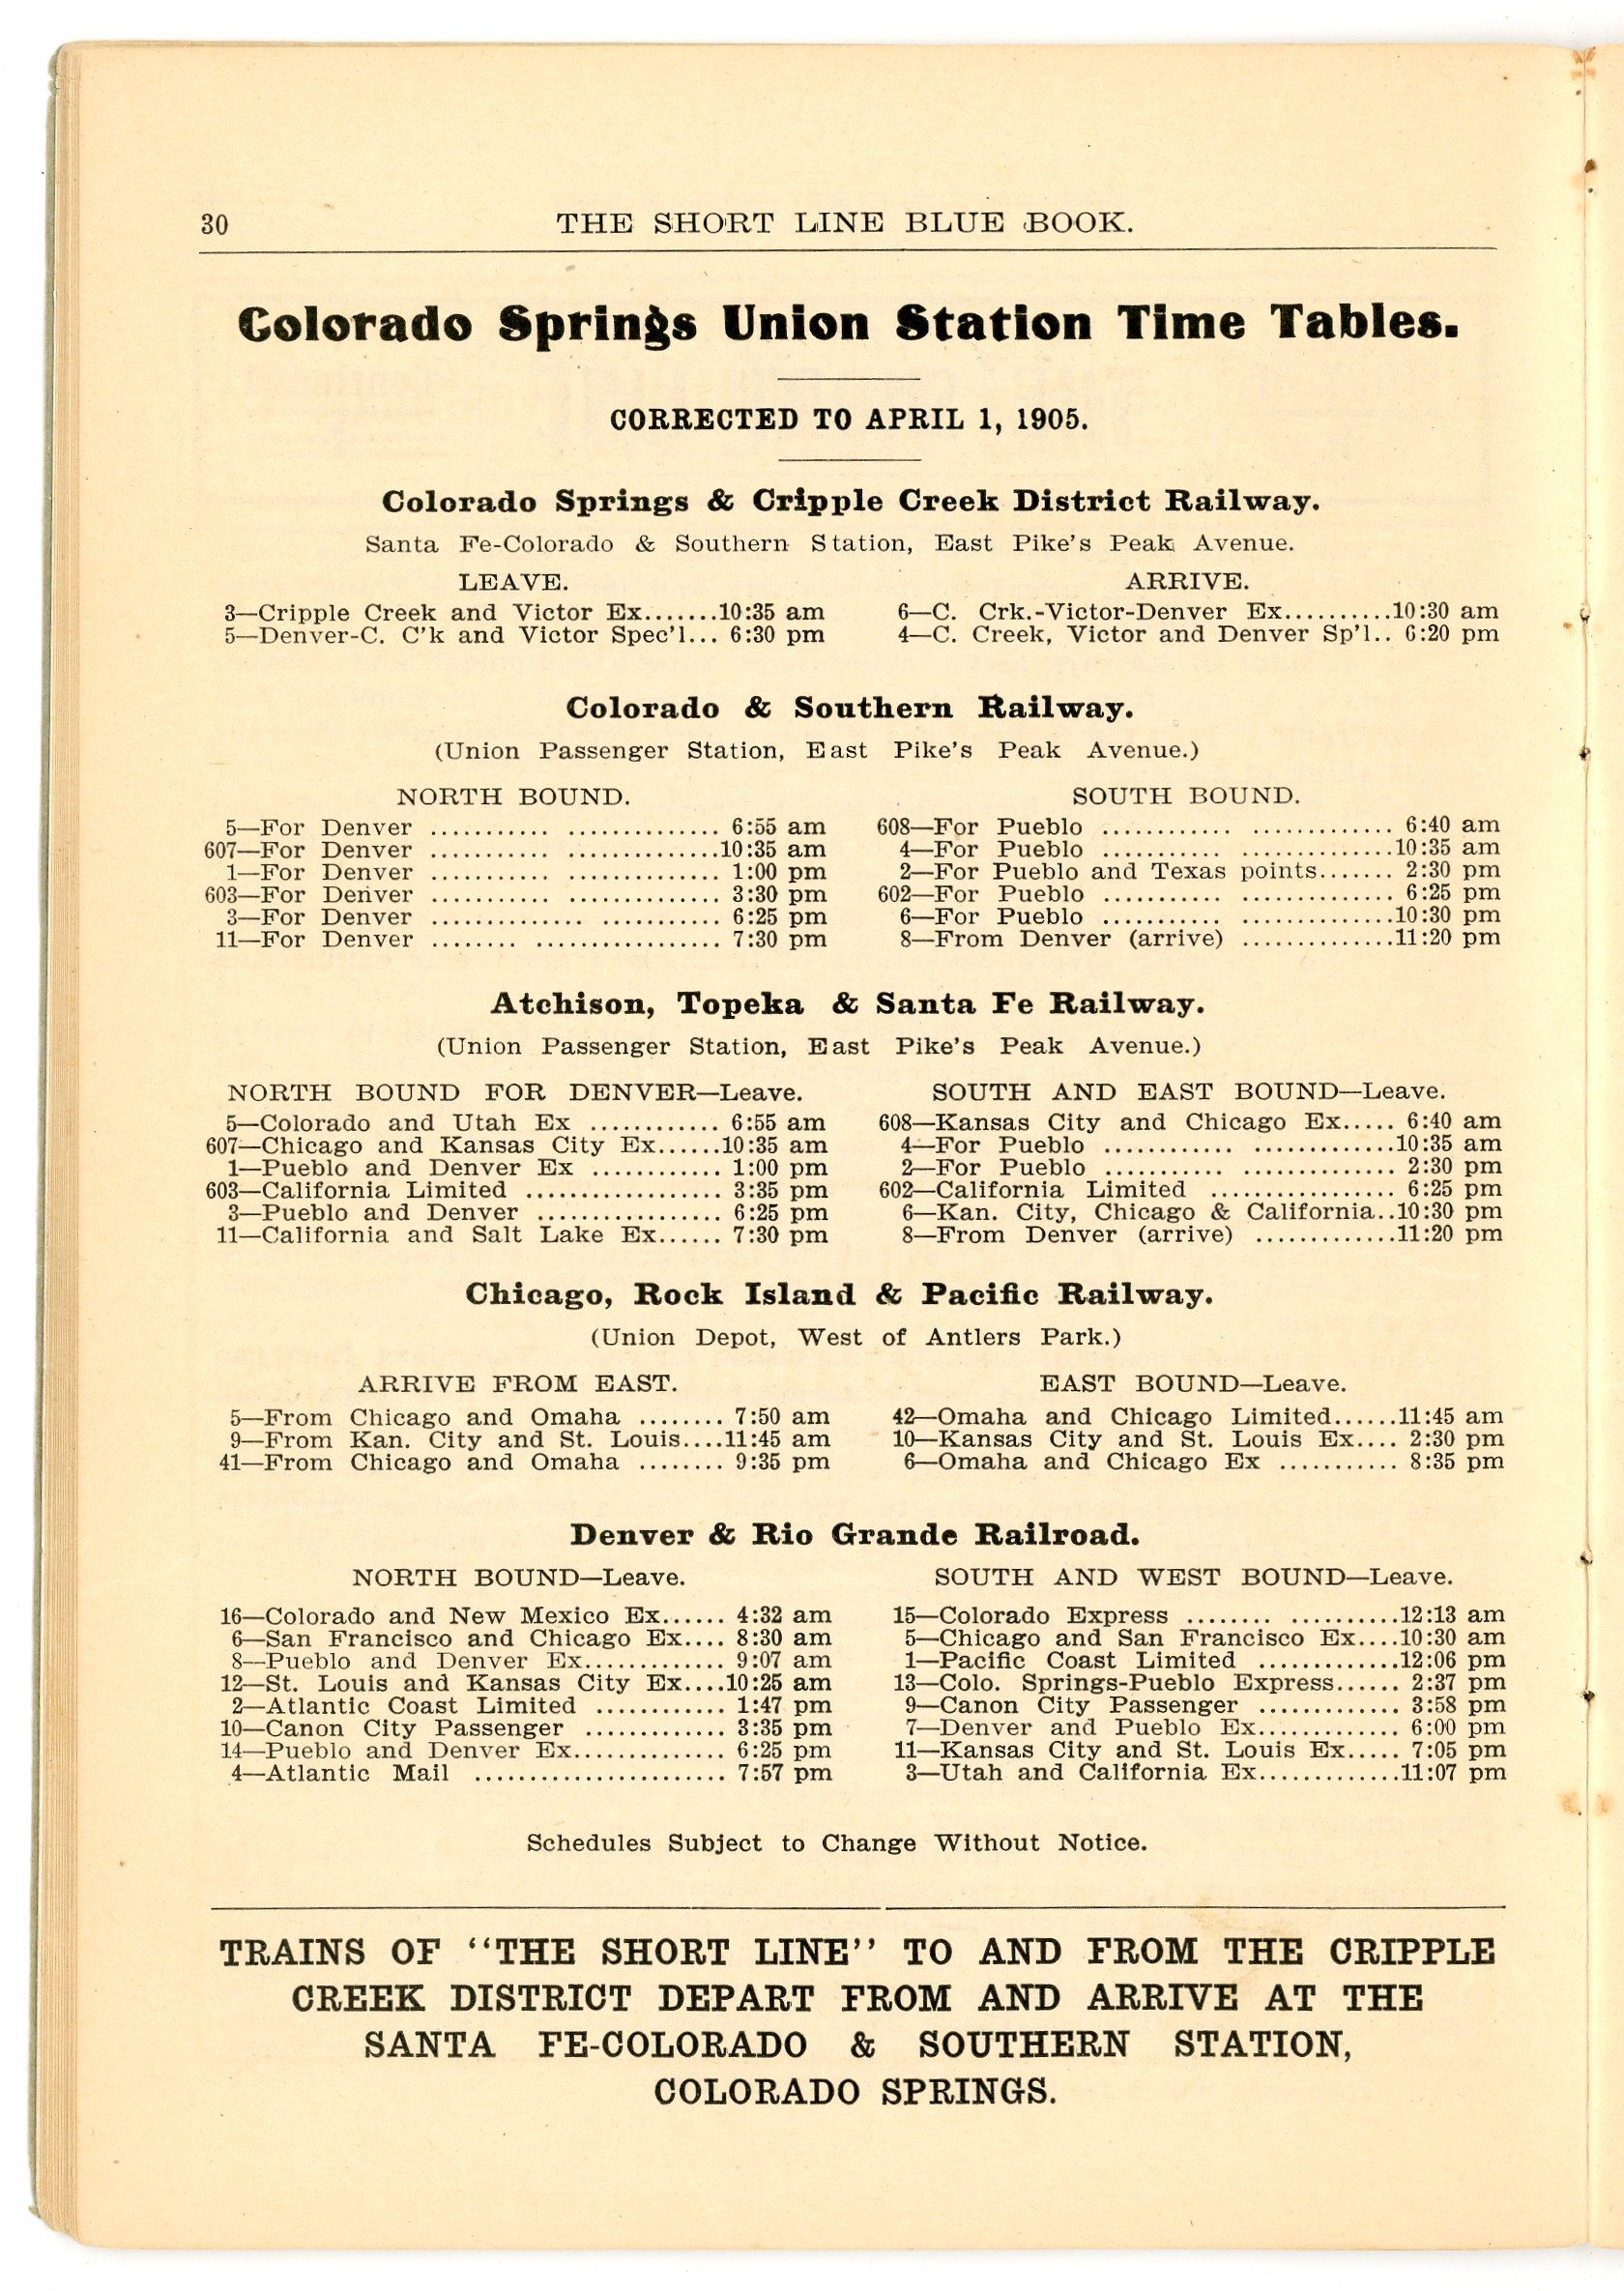 30
THE SHORT LINE BLUE BOOK.
Colorado Springs Union Station Time Tables.
CORRECTED TO APRIL 1, 1905.
Colorado Springs & Cripple Creek District Railway.
Santa Fe-Colorado & Southern Station, East Pike's Peak Avenue.
LEAVE.
3—Cripple Creek and Victor Ex.......10:35 am
5—Denver-C. C'k and Victor Spec'l... 6:30 pm
ARRIVE.
6—C. Crk.-Victor-Denver Ex..........10:30 am
4—C. Creek, Victor and Denver Sp'l.. 6:20 pm
Colorado & Southern Railway.
(Union Passenger Station, East Pike's Peak Avenue.)
NORTH BOUND.
5—For Denver ........... .............. 6:55 am
607—For Denver ........... ..............10:35 am
1—For Denver ........... .............. 1:00 pm
603—For Denver ........... .............. 3:30 pm
3—For Denver .............. ........... 6:25 pm
11—For Denver ........ ................. 7:30 pm
SOUTH BOUND.
608—For Pueblo ............ ............. 6:40 am
4—For Pueblo ........... ..............10:35 am
2—For Pueblo and Texas points....... 2:30 pm
602—For Pueblo ........... .............. 6:25 pm
6—For Pueblo ........... ..............10:30 pm
8—From Denver (arrive) ..............11:20 pm
Atchison, Topeka & Santa Fe Railway.
(Union Passenger Station, East Pike's Peak Avenue.)
NORTH BOUND FOR DENVER—Leave.
5—Colorado and Utah Ex ............ 6:55 am
607—Chicago and Kansas City Ex......10:35 am
1—Pueblo and Denver Ex ............ 1:00 pm
603—California Limited .................. 3:35 pm
3—Pueblo and Denver ................. 6:25 pm
11—California and Salt Lake Ex...... 7:30 pm
SOUTH AND EAST BOUND—Leave.
608—Kansas City and Chicago Ex..... 6:40 am
4—For Pueblo ............ .............10:35 am
2—For Pueblo ........... .............. 2:30 pm
602—California Limited ................. 6:25 pm
6—Kan. City, Chicago & California..10:30 pm
8—From Denver (arrive) .............11:20 pm
Chicago, Rock Island & Pacific Railway.
(Union Depot, West of Antlers Park.)
ARRIVE FROM EAST.
5—From Chicago and Omaha ........ 7:50 am
9—From Kan. City and St. Louis....11:45 am
41—From Chicago and Omaha ........ 9:35 pm
EAST BOUND—Leave.
42—Omaha and Chicago Limited......11:45 am
10—Kansas City and St. Louis Ex.... 2:30 pm
6—Omaha and Chicago Ex ........... 8:35 pm
Denver & Rio Grande Railroad.
NORTH BOUND—Leave.
16—Colorado and New Mexico Ex...... 4:32 am
6—San Francisco and Chicago Ex.... 8:30 am
8—Pueblo and Denver Ex............. 9:07 am
12—St. Louis and Kansas City Ex....10:25 am
2—Atlantic Coast Limited ............ 1:47 pm
10—Canon City Passenger ............. 3:35 pm
14—Pueblo and Denver Ex.............. 6:25 pm
4—Atlantic Mail ....................... 7:57 pm
SOUTH AND WEST BOUND—Leave.
15—Colorado Express ........ ..........12:13 am
5—Chicago and San Francisco Ex....10:30 am
1—Pacific Coast Limited .............12:06 pm
13—Colo. Springs-Pueblo Express...... 2:37 pm
9—Canon City Passenger ............. 3:58 pm
7—Denver and Pueblo Ex............. 6:00 pm
11—Kansas City and St. Louis Ex..... 7:05 pm
3—Utah and California Ex.............11:07 pm
Schedules Subject to Change Without Notice.
TRAINS OF "THE SHORT LINE" TO AND FROM THE CRIPPLE
CREEK DISTRICT DEPART FROM AND ARRIVE AT THE
SANTA FE-COLORADO & SOUTHERN STATION,
COLORADO SPRINGS.